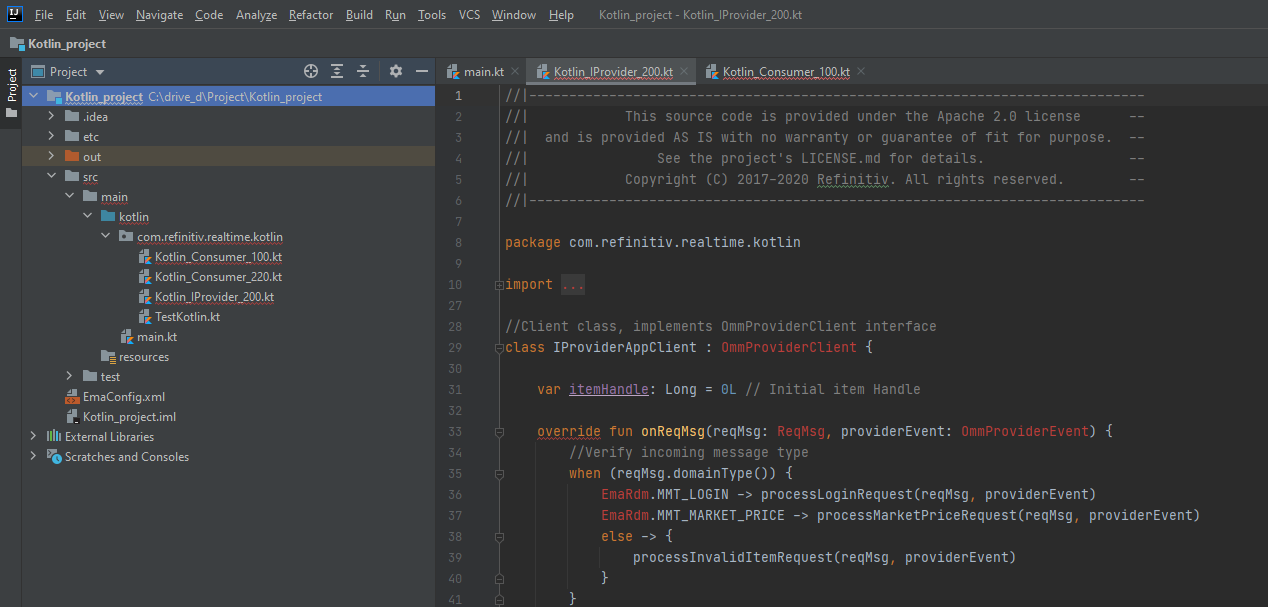 IJ File Edit View Navigate Code Analyze Refactor Build Run Tools VCS Window Help Kotlin_project - Kotlin_IProvider_200.kt
Kotlin_project
Project
Project
Kotlin_project C:\drive_d\Project\Kotlin_project
.idea
etc
out
src
main
kotlin
com.refinitiv.realtime.kotlin
Kotlin_Consumer_100.kt
Kotlin_Consumer_220.kt
Kotlin_IProvider_200.kt
TestKotlin.kt
main.kt
resources
test
EmaConfig.xml
Kotlin_project.iml
External Libraries
Scratches and Consoles
main.kt Kotlin_IProvider_200.kt Kotlin_Consumer_100.kt
1 //|-----------------------------------------------------------------------------
2 //| This source code is provided under the Apache 2.0 license --
3 //| and is provided AS IS with no warranty or guarantee of fit for purpose. --
4 //| See the project's LICENSE.md for details. --
5 //| Copyright (C) 2017-2020 Refinitiv. All rights reserved. --
6 //|-----------------------------------------------------------------------------
7
8 package com.refinitiv.realtime.kotlin
9
10 import ...
27
28 //Client class, implements OmmProviderClient interface
29 class IProviderAppClient : OmmProviderClient {
30
31 var itemHandle: Long = 0L // Initial item Handle
32
33 override fun onReqMsg(reqMsg: ReqMsg, providerEvent: OmmProviderEvent) {
34 //Verify incoming message type
35 when (reqMsg.domainType()) {
36 EmaRdm.MMT_LOGIN -> processLoginRequest(reqMsg, providerEvent)
37 EmaRdm.MMT_MARKET_PRICE -> processMarketPriceRequest(reqMsg, providerEvent)
38 else -> {
39 processInvalidItemRequest(reqMsg, providerEvent)
40 }
41 }